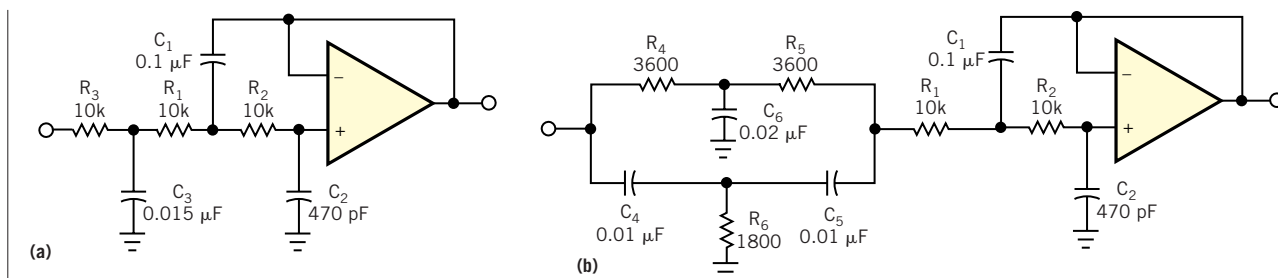 C1
0.1 µF
R3
10k
R1
10k
R2
10k
−
+
C3
0.015 µF
C2
470 pF
(a)
R4
3600
R5
3600
C6
0.02 µF
C4
0.01 µF
R6
1800
C5
0.01 µF
C1
0.1 µF
R1
10k
R2
10k
−
+
C2
470 pF
(b)